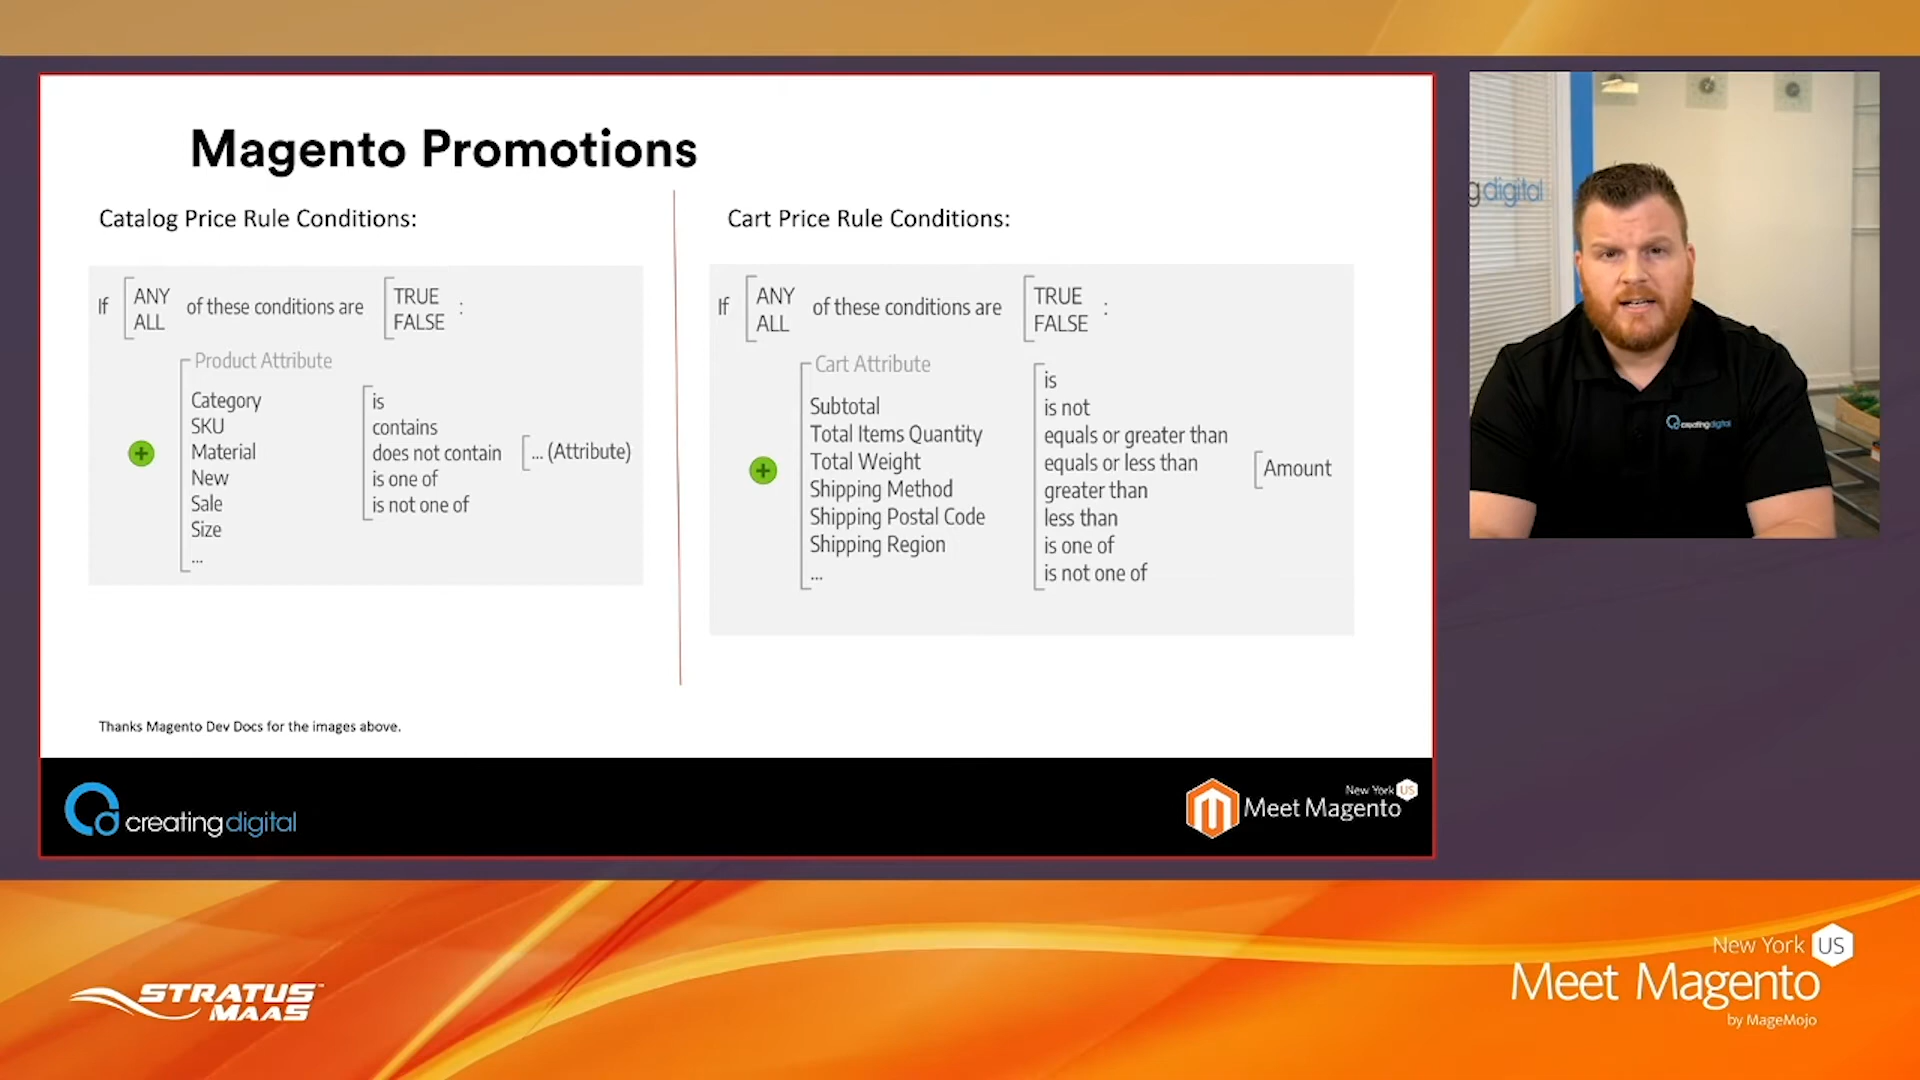 Magento Promotions
Catalog Price Rule Conditions:
If
ANY
ALL
of these conditions are
TRUE
FALSE
:
Product Attribute
Category
SKU
Material
New
Sale
Size
...
is
contains
does not contain
is one of
is not one of
... (Attribute)
Cart Price Rule Conditions:
If
ANY
ALL
of these conditions are
TRUE
FALSE
:
Cart Attribute
Subtotal
Total Items Quantity
Total Weight
Shipping Method
Shipping Postal Code
Shipping Region
...
is
is not
equals or greater than
equals or less than
greater than
less than
is one of
is not one of
Amount
Thanks Magento Dev Docs for the images above.
creatingdigital
New York US
Meet Magento
g digital
creatingdigital
STRATUS™
MAAS
New York US
Meet Magento
by MageMojo